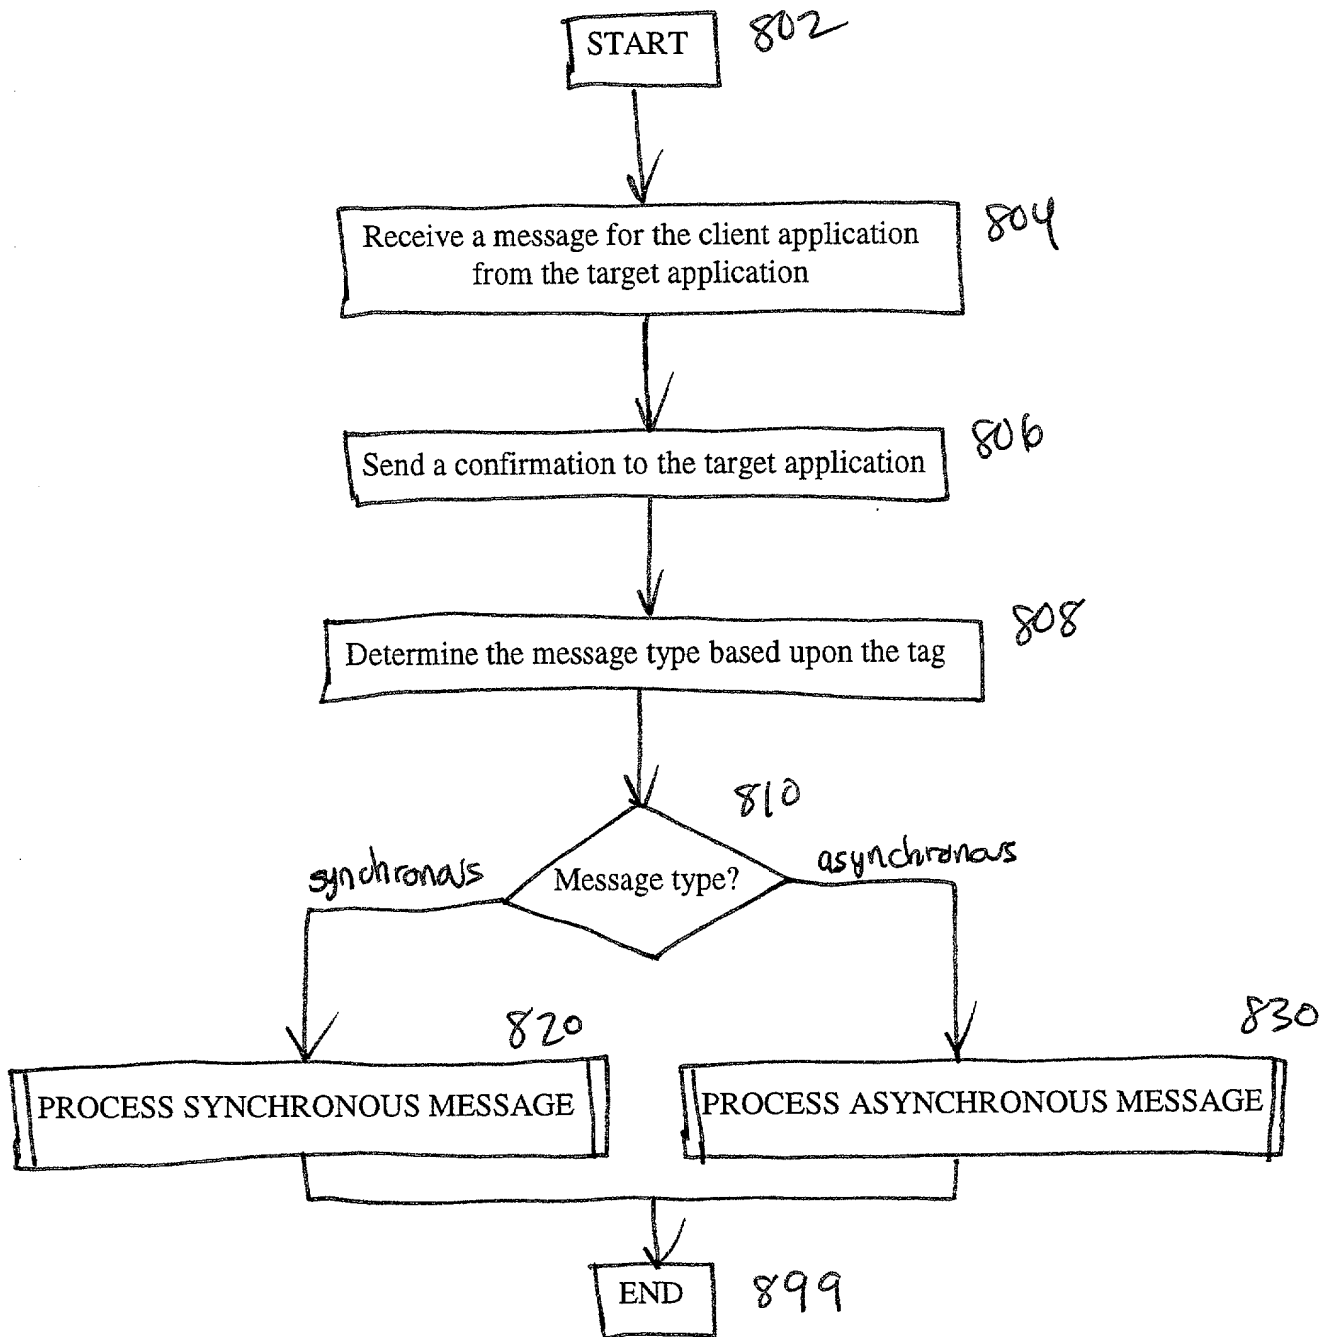 START 802
Receive a message for the client application
from the target application
804
Send a confirmation to the target application
806
Determine the message type based upon the tag
808
810
synchronous
Message type?
asynchronous
820
830
PROCESS SYNCHRONOUS MESSAGE
PROCESS ASYNCHRONOUS MESSAGE
END 899